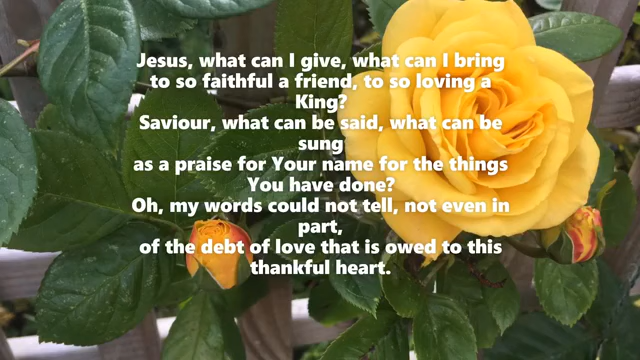 Jesus, what can I give, what can I bring
to so faithful a friend, to so loving a
King?
Saviour, what can be said, what can be
sung
as a praise for Your name for the things
You have done?
Oh, my words could not tell, not even in
part,
of the debt of love that is owed to this
thankful heart.